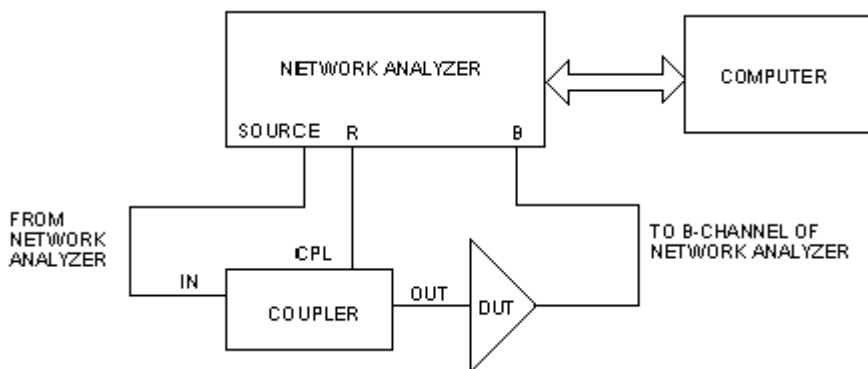 NETWORK ANALYZER
COMPUTER
SOURCE R B
FROM
NETWORK
ANALYZER
TO B-CHANNEL OF
NETWORK ANALYZER
CPL
IN
OUT
COUPLER
DUT